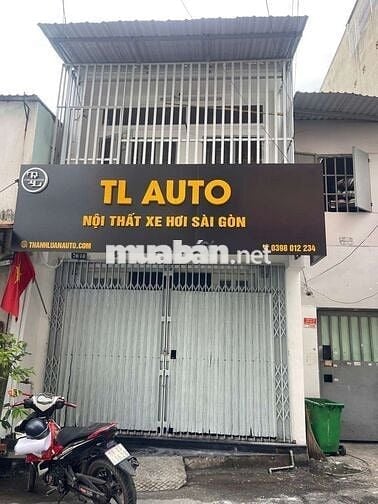 TL AUTO
NỘI THẤT XE HƠI SÀI GÒN
THANHLUANAUTO.COM
0398 012 234
muabán.net